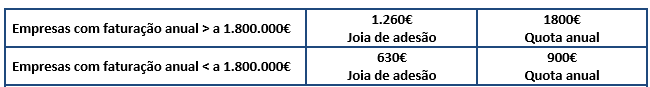 Empresas com faturação anual > a 1.800.000€
1.260€
Joia de adesão
1800€
Quota anual
Empresas com faturação anual < a 1.800.000€
630€
Joia de adesão
900€
Quota anual